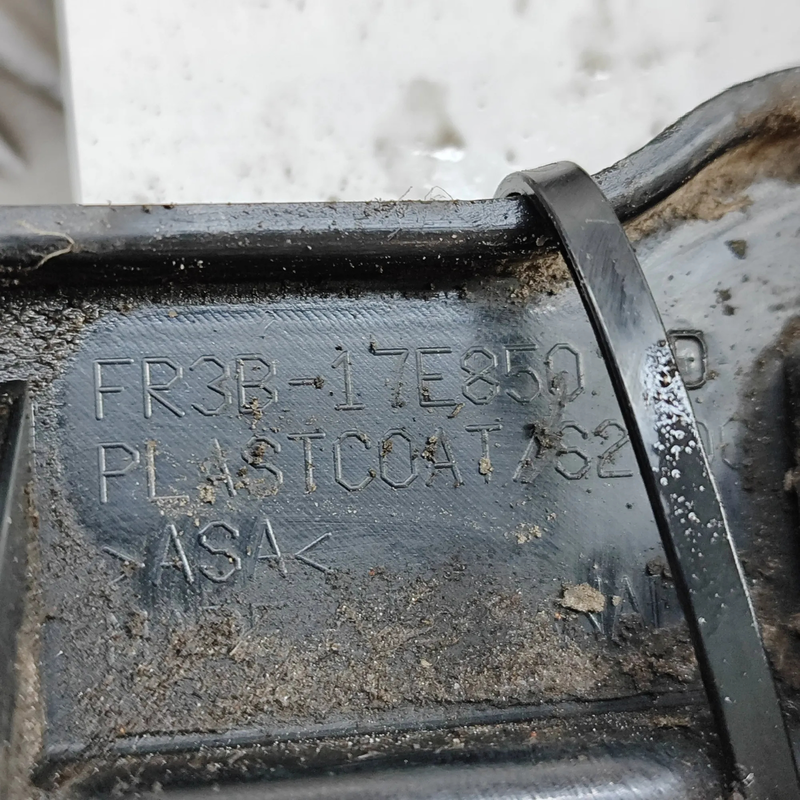 FR3B-17E850 D
PLASTCOAT/62
>ASA<